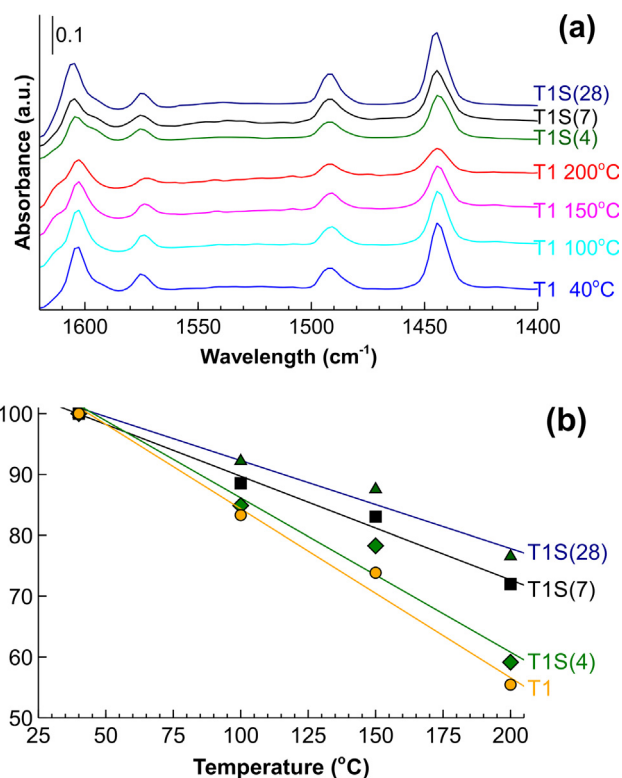 0.1
(a)
Absorbance (a.u.)
T1S(28)
T1S(7)
T1S(4)
T1 200°C
T1 150°C
T1 100°C
T1 40°C
1600 1550 1500 1450 1400
Wavelength (cm⁻¹)
(b)
100
90
80
70
60
50
T1S(28)
T1S(7)
T1S(4)
T1
25 50 75 100 125 150 175 200
Temperature (°C)